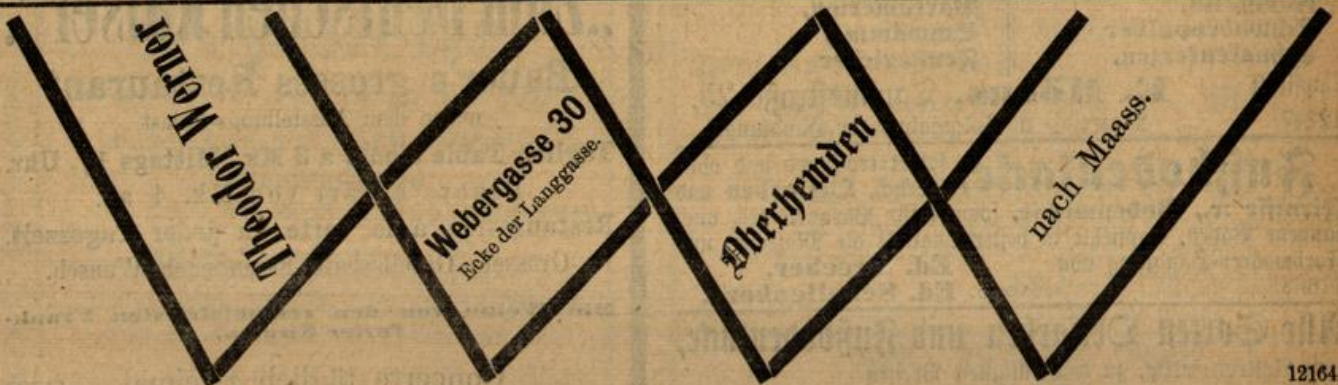 Theodor Werner
Webergasse 30
Ecke der Langgasse.
Oberhemden
nach Maass.
12164